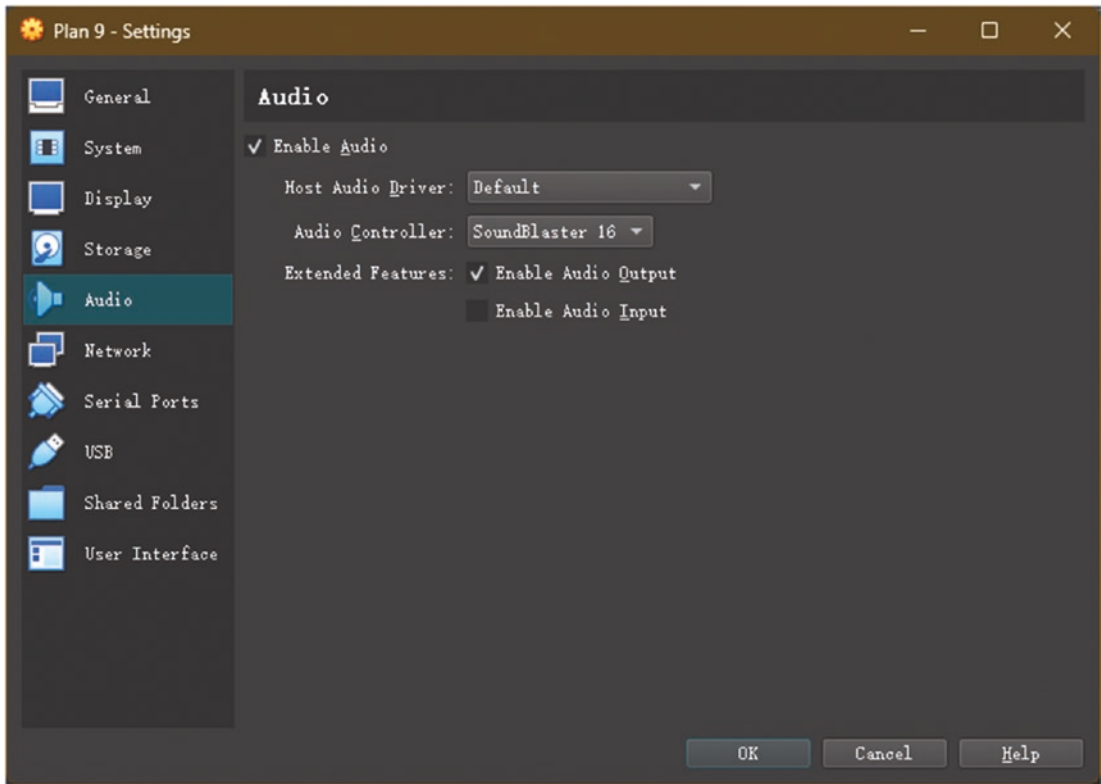 Plan 9 - Settings
General
System
Display
Storage
Audio
Network
Serial Ports
USB
Shared Folders
User Interface
Audio
Enable Audio
Host Audio Driver: Default
Audio Controller: SoundBlaster 16
Extended Features: Enable Audio Output
Enable Audio Input
OK Cancel Help